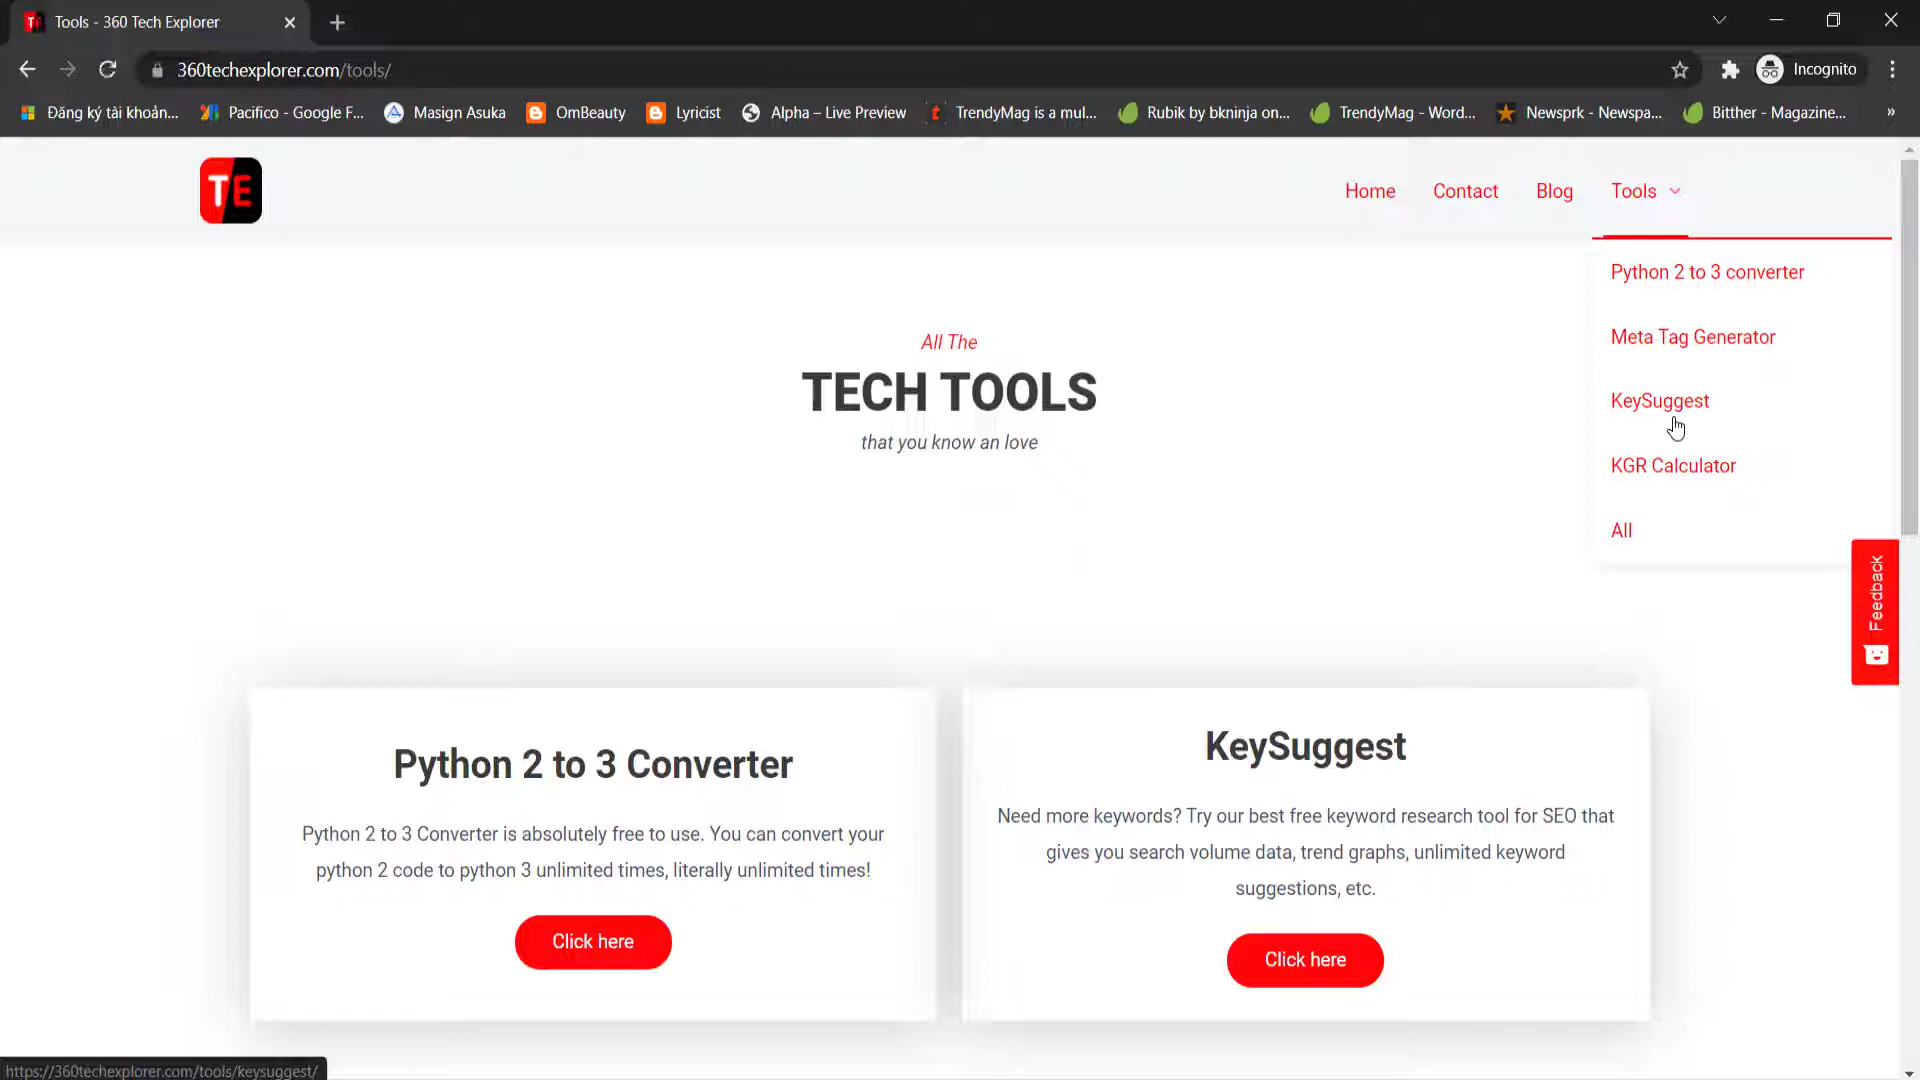 Tools - 360 Tech Explorer
360techexplorer.com/tools/
Incognito
Đăng ký tài khoản...
Pacifico - Google F...
Masign Asuka
OmBeauty
Lyricist
Alpha – Live Preview
TrendyMag is a mul...
Rubik by bkninja on...
TrendyMag - Word...
Newsprk - Newspa...
Bitther - Magazine...
»
TE
Home
Contact
Blog
Tools
Python 2 to 3 converter
Meta Tag Generator
KeySuggest
KGR Calculator
All
All The
TECH TOOLS
that you know an love
Feedback
Python 2 to 3 Converter
Python 2 to 3 Converter is absolutely free to use. You can convert your
python 2 code to python 3 unlimited times, literally unlimited times!
Click here
KeySuggest
Need more keywords? Try our best free keyword research tool for SEO that
gives you search volume data, trend graphs, unlimited keyword
suggestions, etc.
Click here
https://360techexplorer.com/tools/keysuggest/